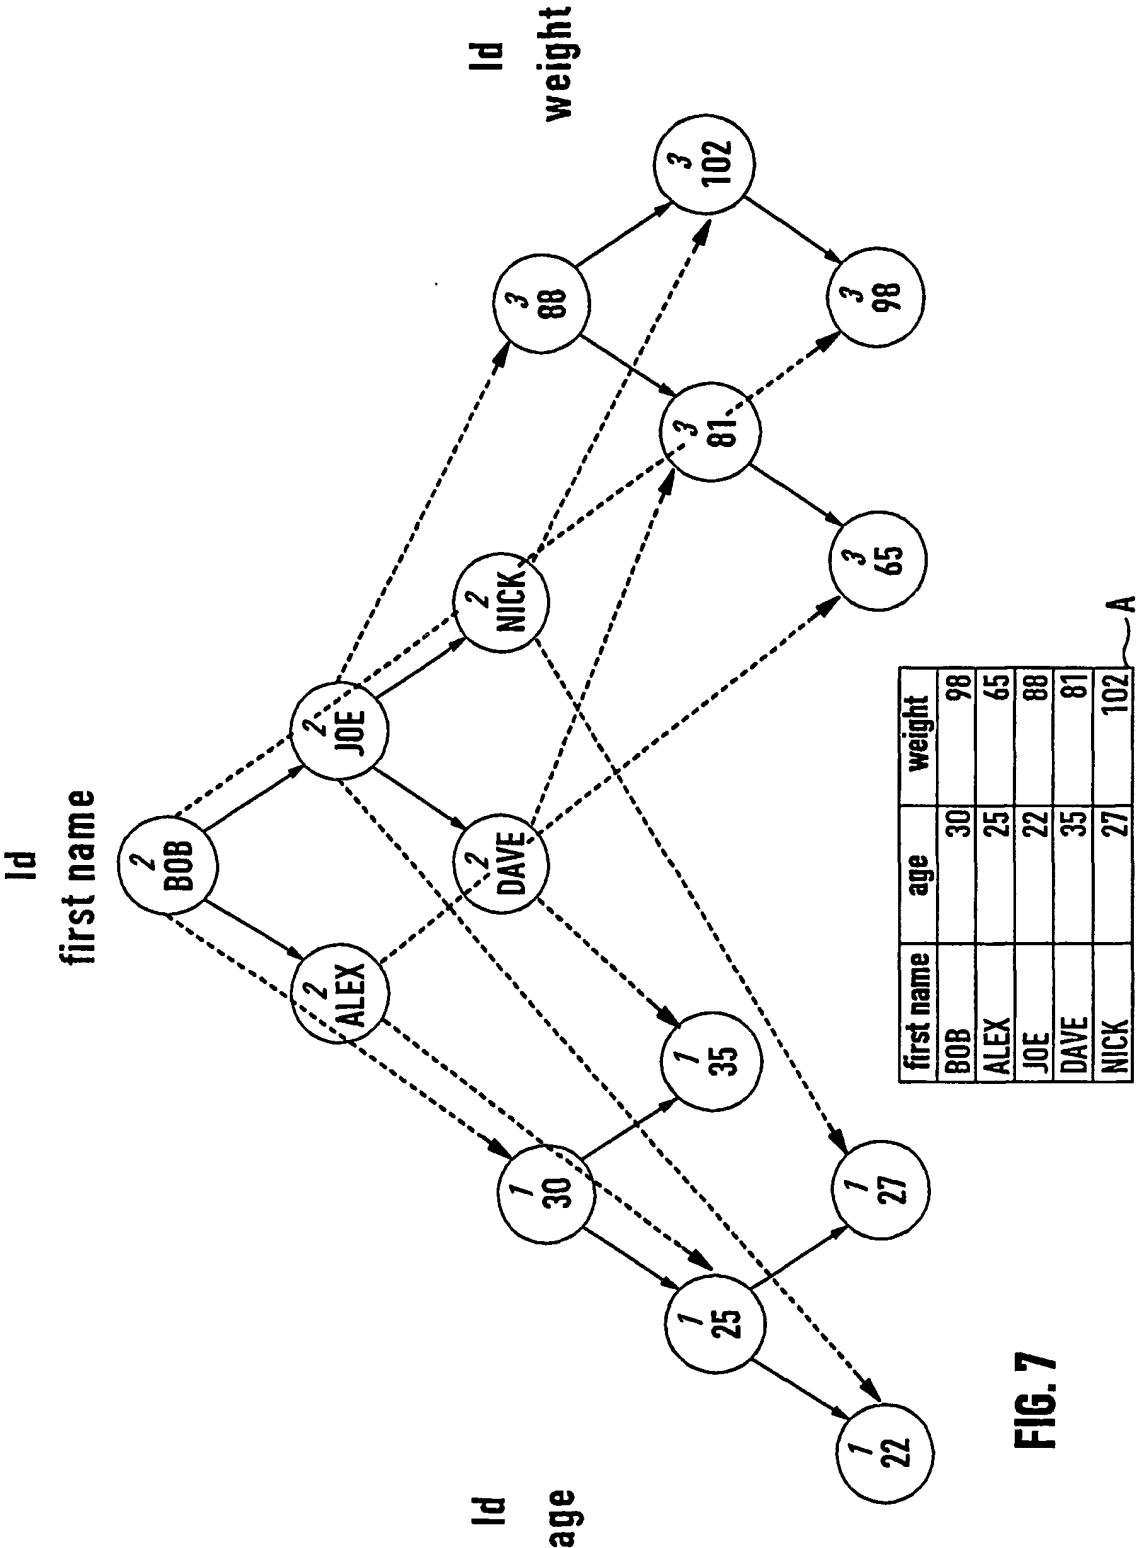 Id
first name
2
BOB
2
ALEX
2
JOE
2
DAVE
2
NICK
Id
age
1
30
1
25
1
35
1
22
1
27
Id
weight
3
88
3
81
3
102
3
65
3
98
first name age weight
BOB 30 98
ALEX 25 65
JOE 22 88
DAVE 35 81
NICK 27 102
A
FIG. 7